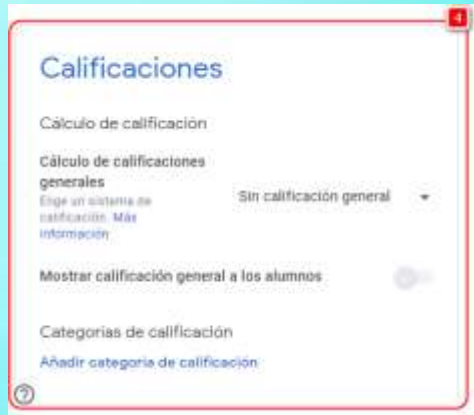 4
Calificaciones
Cálculo de calificación
Cálculo de calificaciones
generales
Elige un sistema de
calificación. Más
información
Sin calificación general
Mostrar calificación general a los alumnos
Categorías de calificación
Añadir categoría de calificación
?